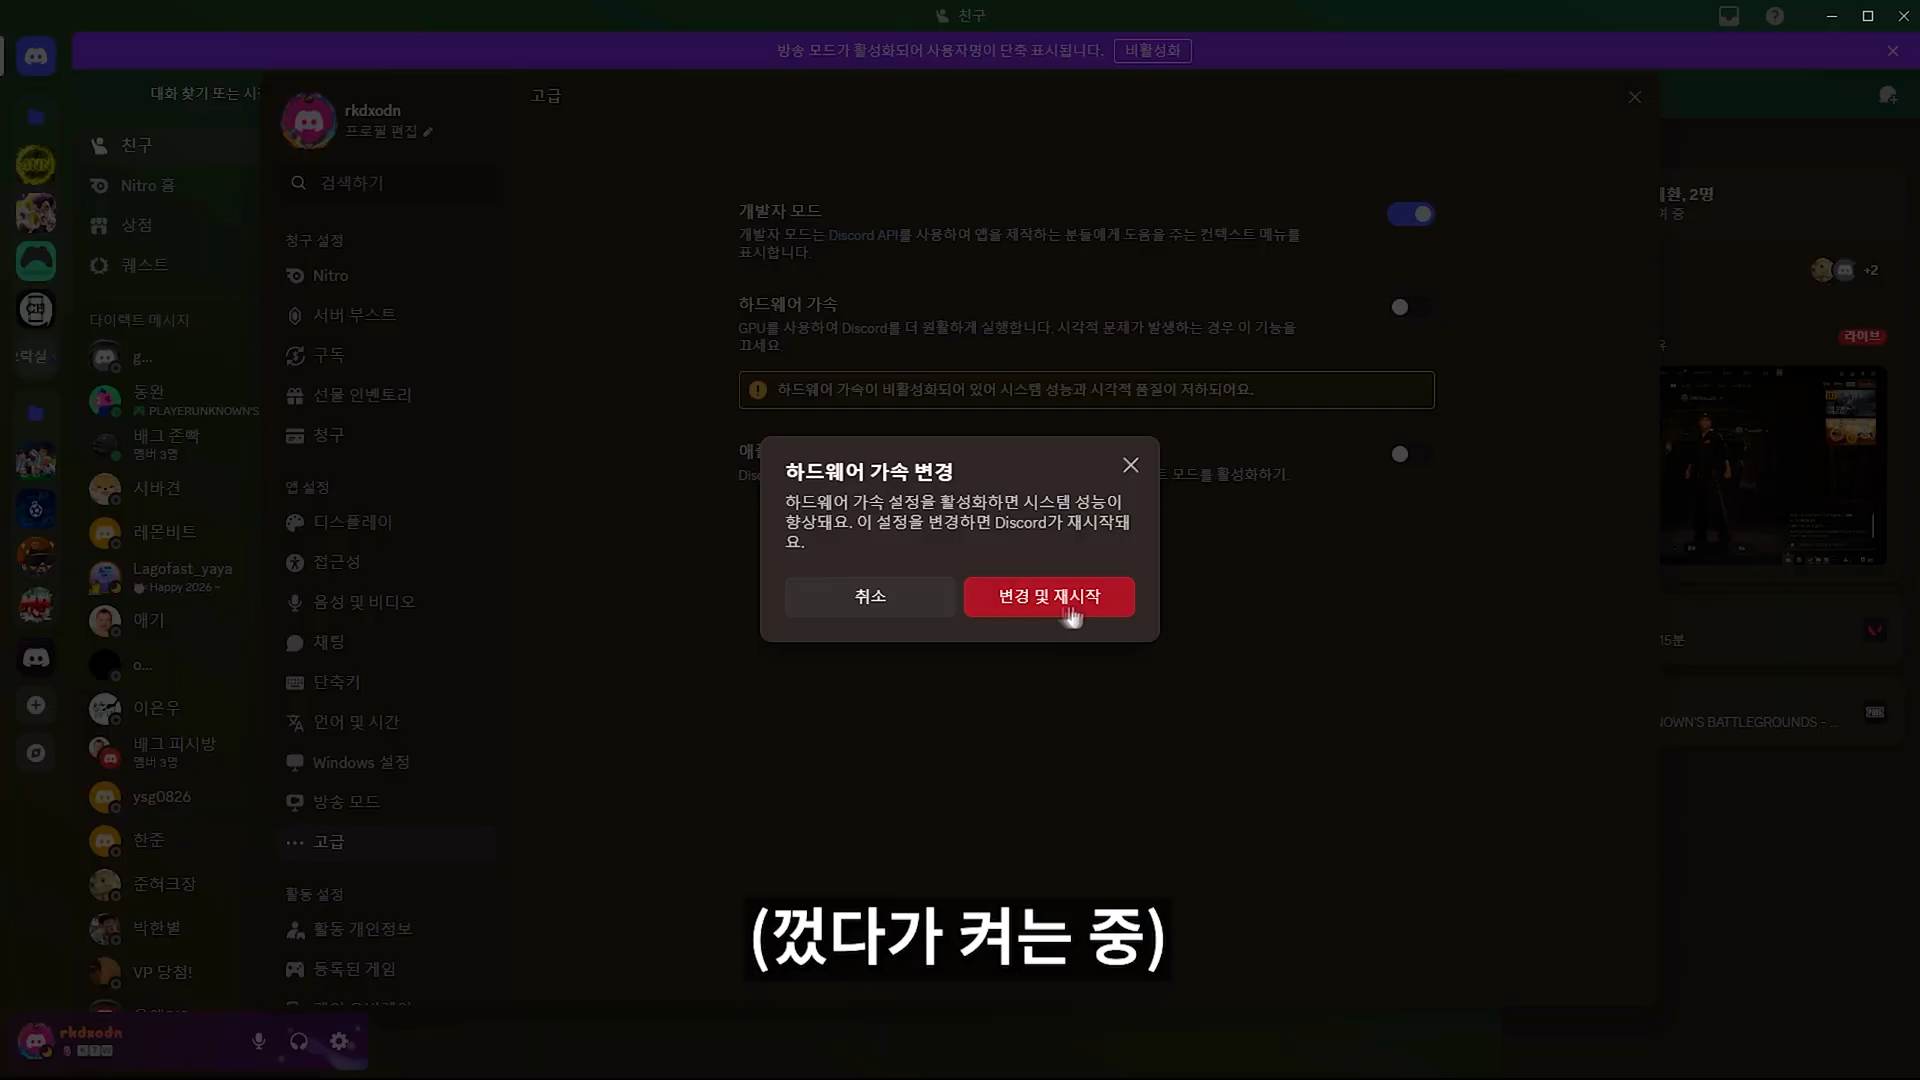 친구
방송 모드가 활성화되어 사용자명이 단축 표시됩니다.
비활성화
대화 찾기 또는 시
친구
Nitro 홈
상점
퀘스트
다이렉트 메시지
g...
동완
PLAYERUNKNOWN'S
배그 존빡
멤버 3명
시바견
레몬비트
Lagofast_yaya
Happy 2026 ~
애기
o...
이은우
배그 피시방
멤버 3명
ysg0826
한준
준혀크장
박한별
VP 당첨!
rkdxodn
KTW
rkdxodn
프로필 편집
검색하기
청구 설정
Nitro
서버 부스트
구독
선물 인벤토리
청구
앱 설정
디스플레이
접근성
음성 및 비디오
채팅
단축키
언어 및 시간
Windows 설정
방송 모드
고급
활동 설정
활동 개인정보
등록된 게임
고급
개발자 모드
개발자 모드는 Discord API를 사용하여 앱을 제작하는 분들에게 도움을 주는 컨텍스트 메뉴를
표시합니다.
하드웨어 가속
GPU를 사용하여 Discord를 더 원활하게 실행합니다. 시각적 문제가 발생하는 경우 이 기능을
끄세요.
하드웨어 가속이 비활성화되어 있어 시스템 성능과 시각적 품질이 저하되어요.
트 모드를 활성화하기.
하드웨어 가속 변경
하드웨어 가속 설정을 활성화하면 시스템 성능이
향상돼요. 이 설정을 변경하면 Discord가 재시작돼
요.
취소
변경 및 재시작
환, 2명
중
+2
라이브
15분
OWN'S BATTLEGROUNDS - ...
PUBG
(껐다가 켜는 중)